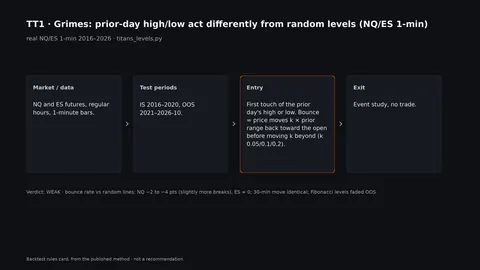 TT1 · Grimes: prior-day high/low act differently from random levels (NQ/ES 1-min)
real NQ/ES 1-min 2016–2026 · titans_levels.py
Market / data
NQ and ES futures, regular
hours, 1-minute bars.
›
Test periods
IS 2016–2020, OOS
2021–2026-10.
›
Entry
First touch of the prior
day's high or low. Bounce
= price moves k × prior
range back toward the open
before moving k beyond (k
0.05/0.1/0.2).
›
Exit
Event study, no trade.
Verdict: WEAK · bounce rate vs random lines: NQ −2 to −4 pts (slightly more breaks), ES ≈ 0; 30-min move identical; Fibonacci levels faded OOS
Backtest rules card, from the published method · not a recommendation.